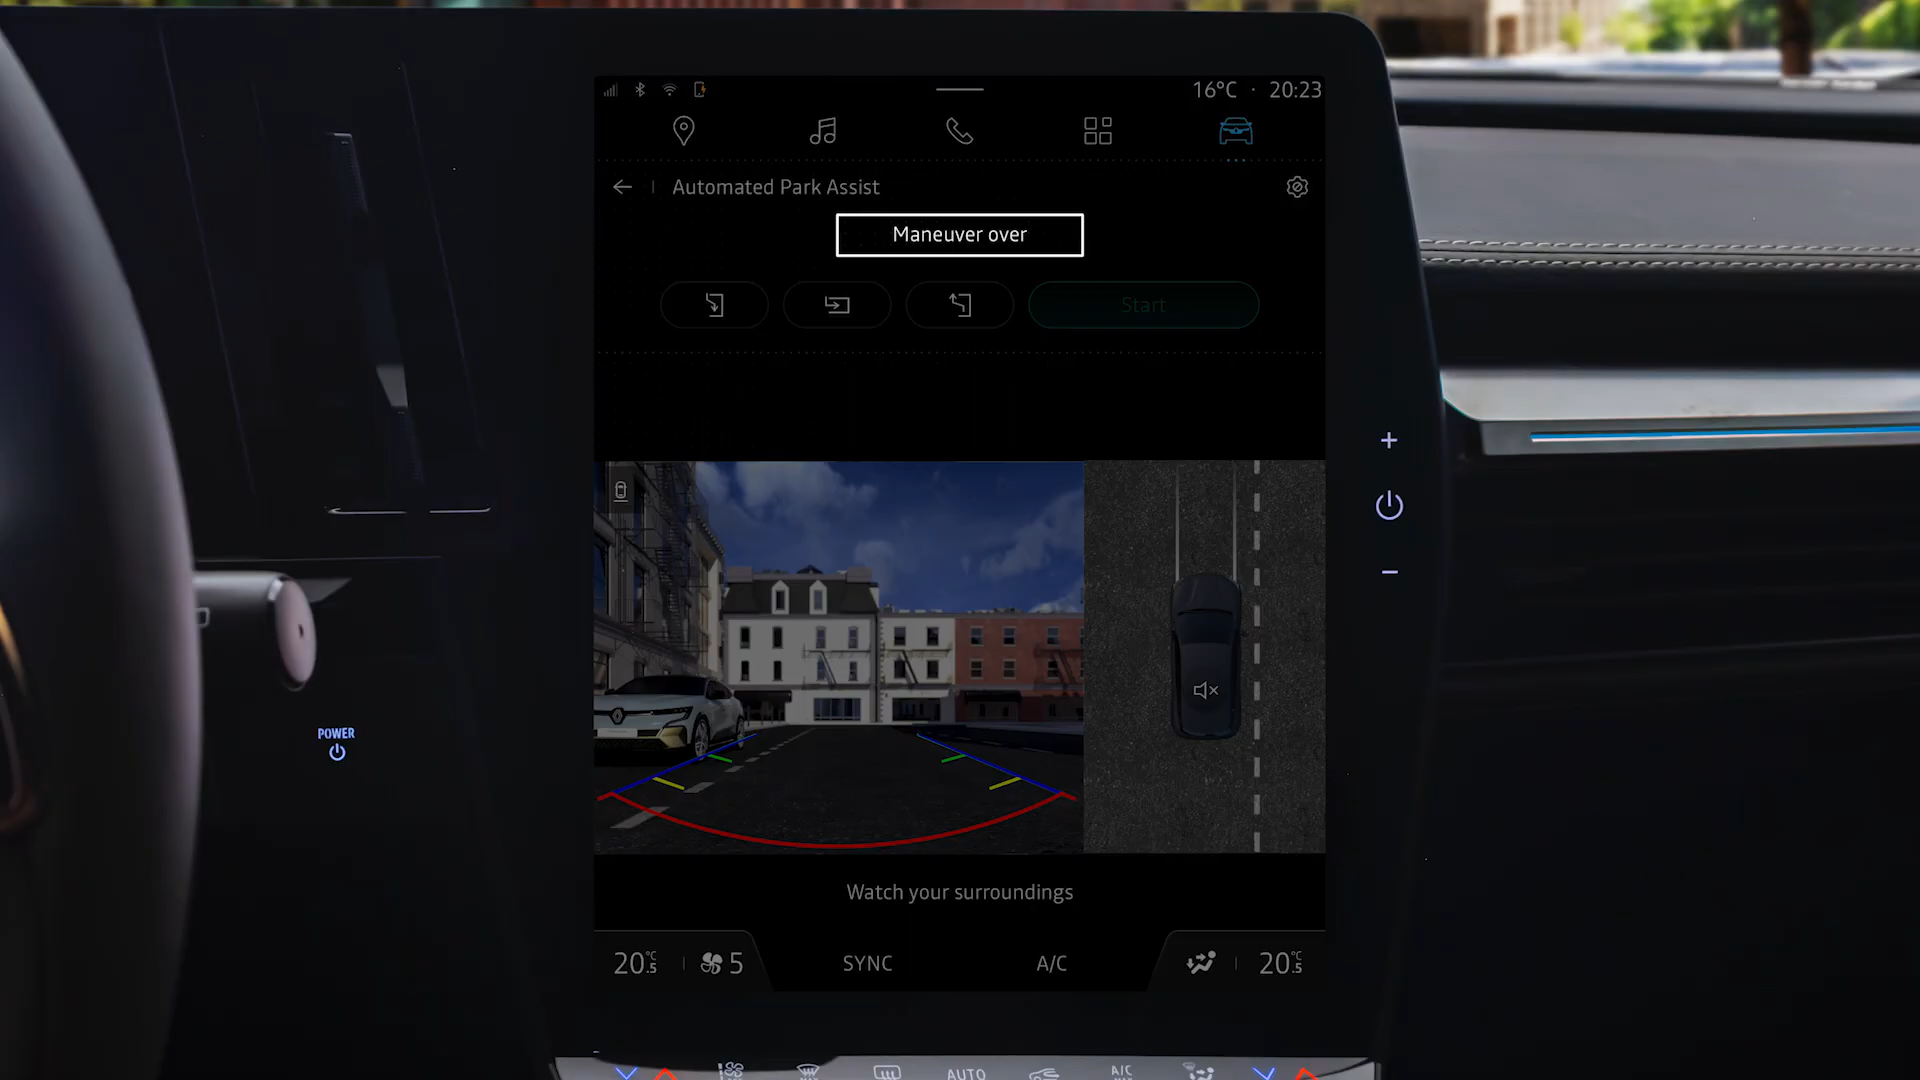 16°C · 20:23
Automated Park Assist
Maneuver over
Start
Watch your surroundings
20.5°C 5 SYNC A/C 20.5°C
POWER
AUTO A/C
MAX